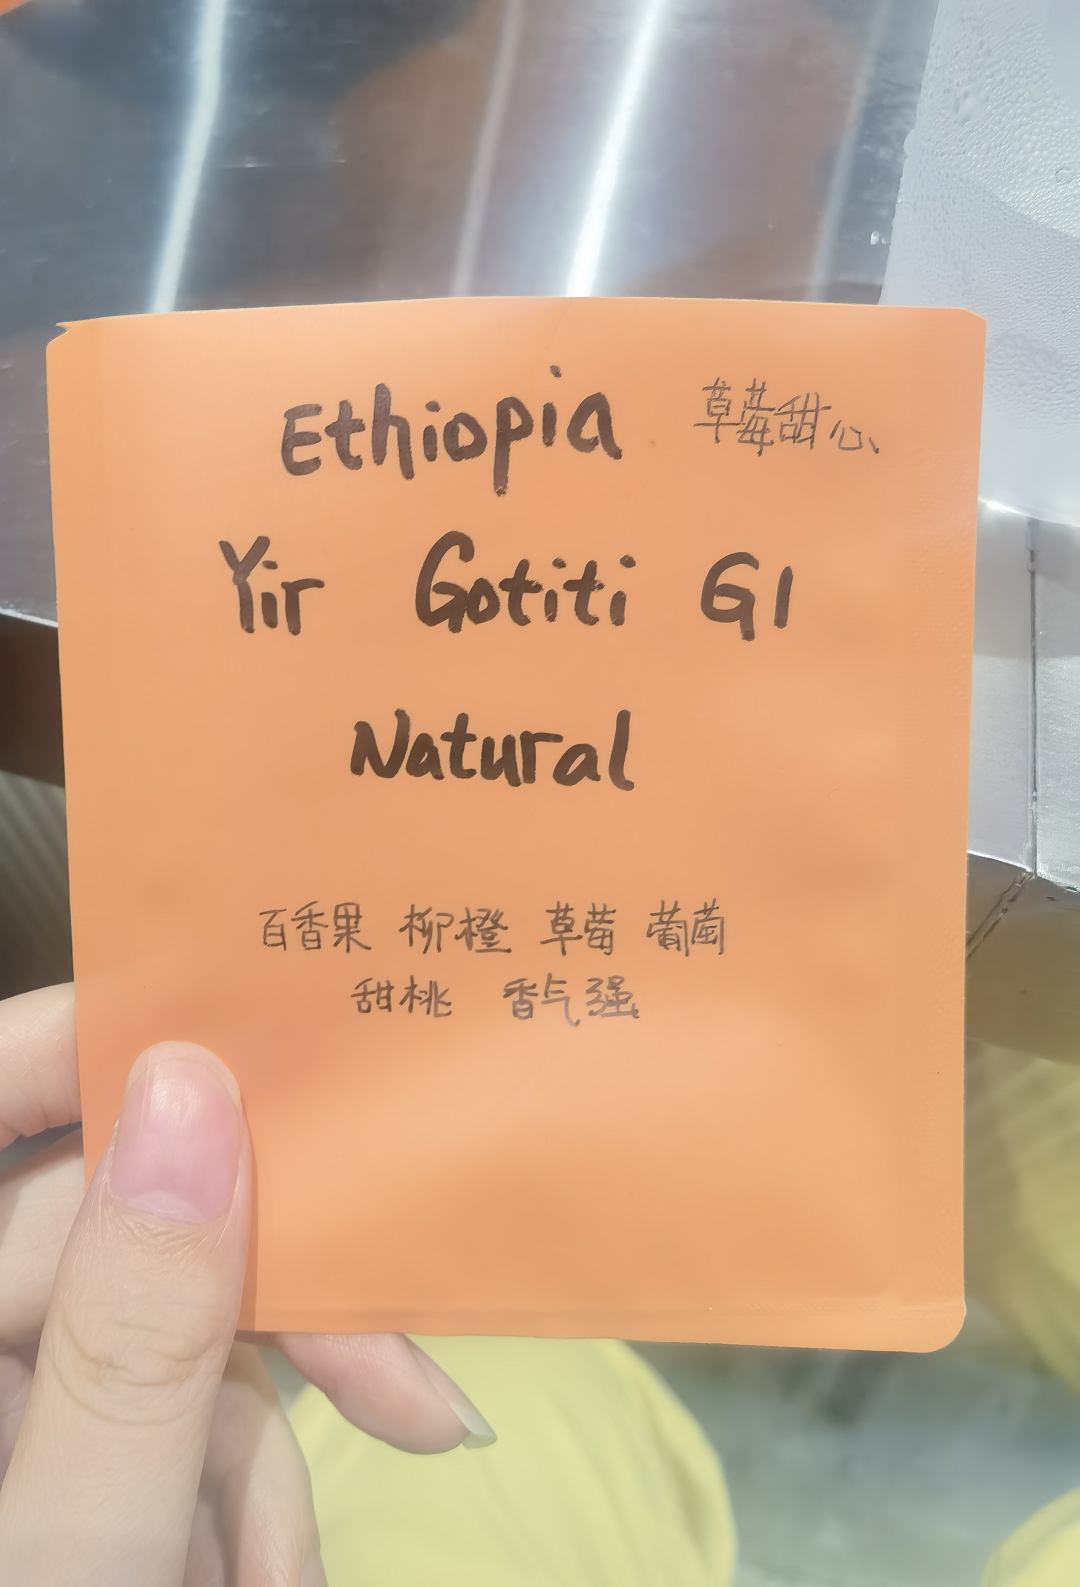 Ethiopia 草莓甜心
Yir Gotiti G1
Natural
百香果 柳橙 草莓 葡萄
甜桃 香气强